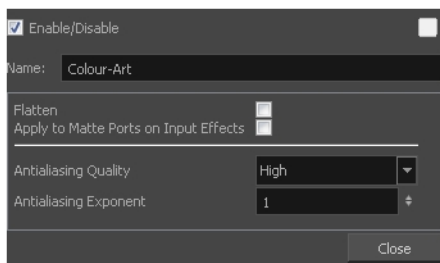 Enable/Disable
Name: Colour-Art
Flatten
Apply to Matte Ports on Input Effects
Antialiasing Quality High
Antialiasing Exponent 1
Close